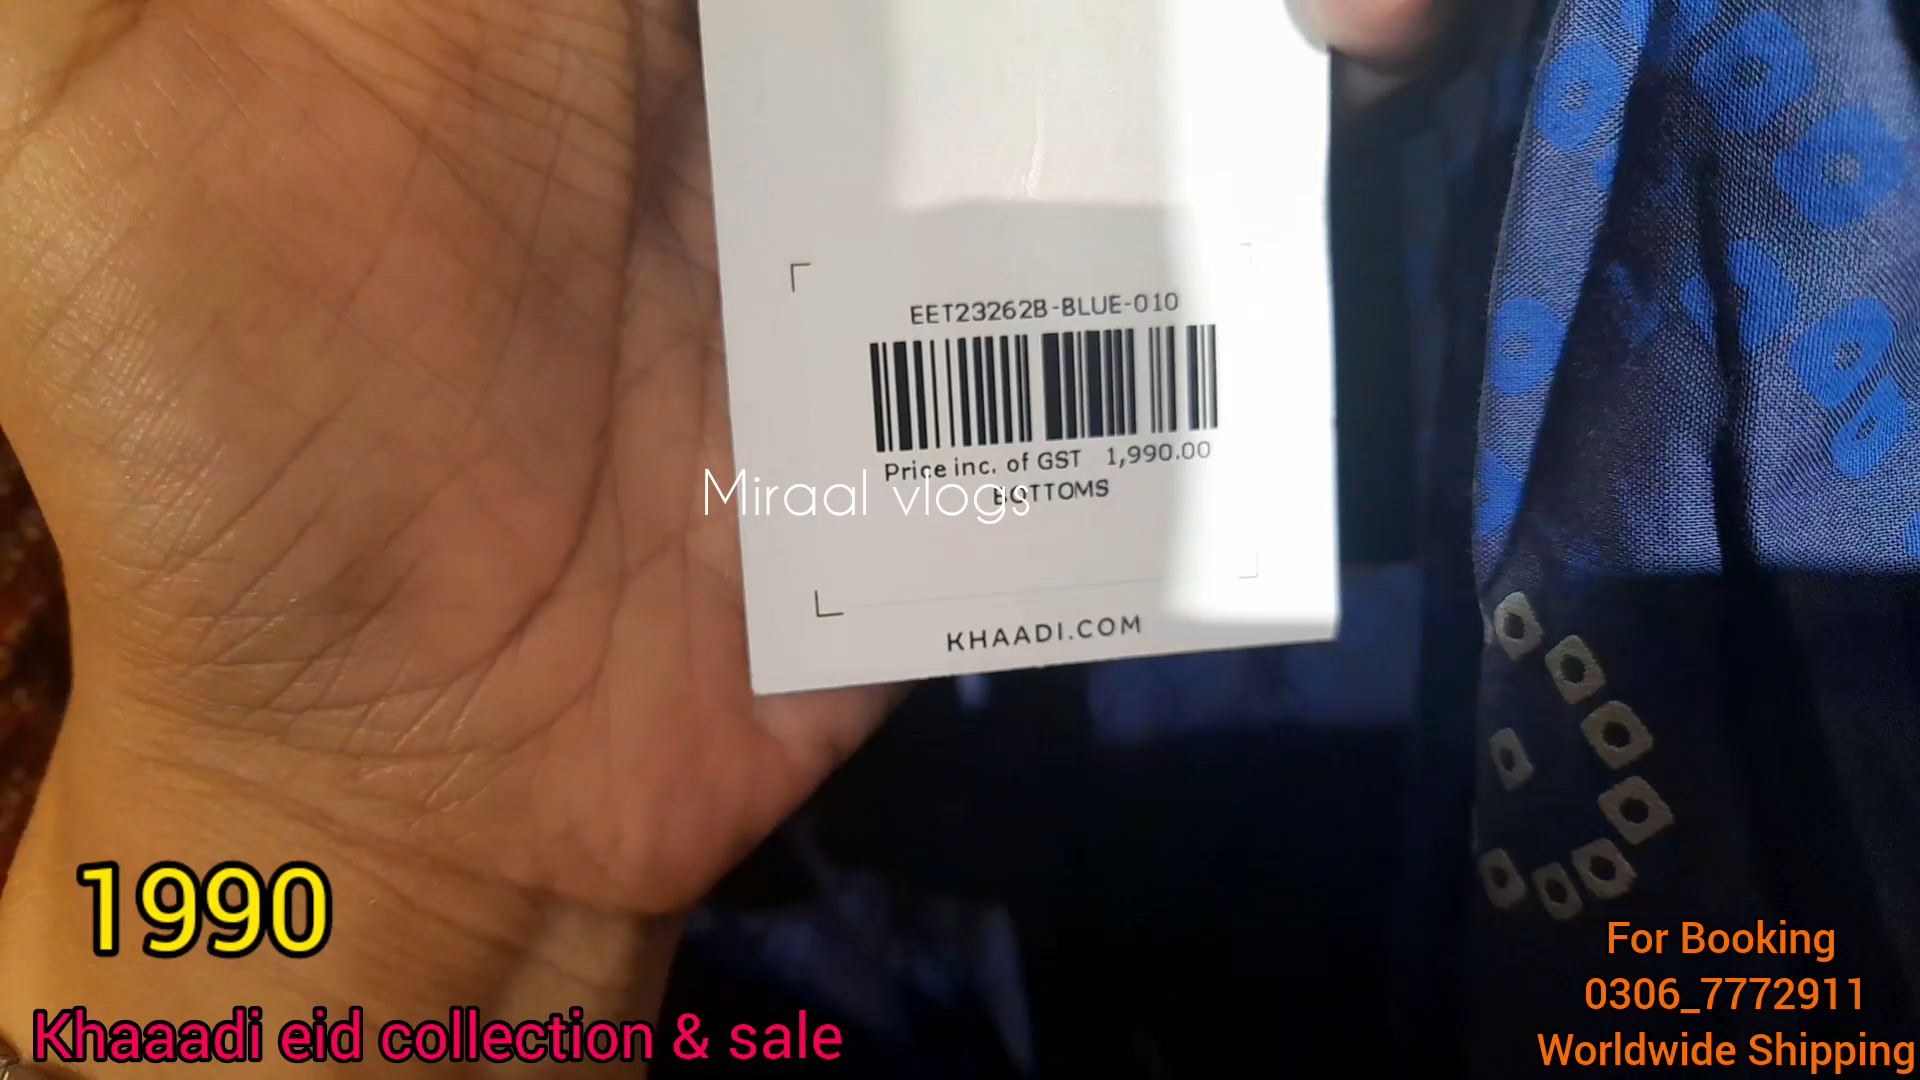 EET23262B-BLUE-010
Price inc. of GST 1,990.00
BOTTOMS
Miraal vlogs
KHAADI.COM
1990
Khaaadi eid collection & sale
For Booking
0306_7772911
Worldwide Shipping